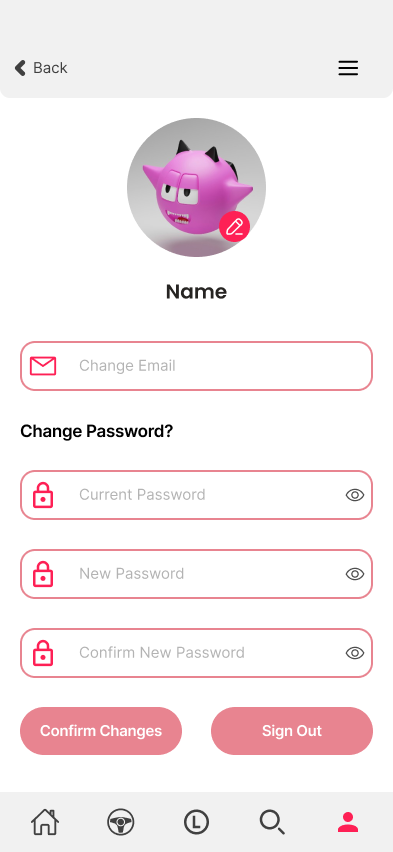 Back
Name
Change Email
Change Password?
Current Password
New Password
Confirm New Password
Confirm Changes
Sign Out
L